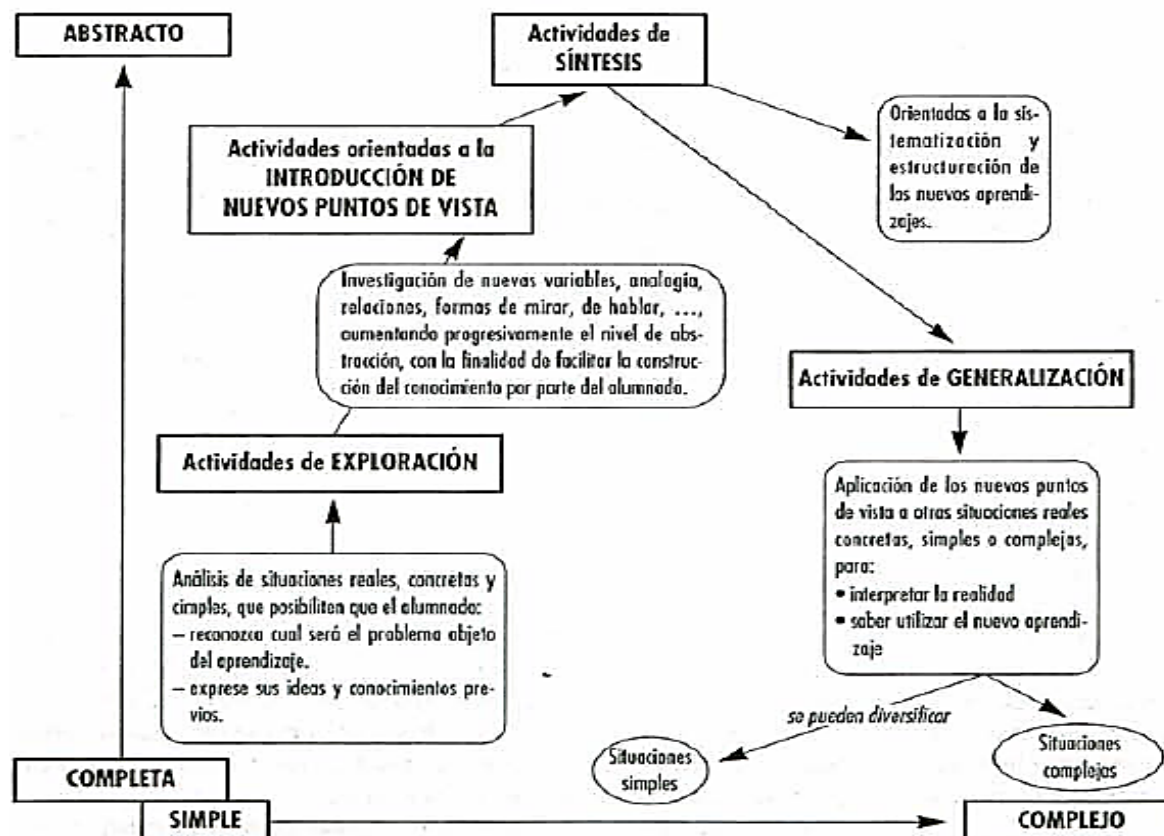 ABSTRACTO
Actividades de
SÍNTESIS
Orientadas a la sis-
tematización y
estructuración de
los nuevos aprendi-
zajes.
Actividades orientadas a la
INTRODUCCIÓN DE
NUEVOS PUNTOS DE VISTA
Investigación de nuevas variables, analogía,
relaciones, formas de mirar, de hablar, ...,
aumentando progresivamente el nivel de abs-
tracción, con la finalidad de facilitar la construc-
ción del conocimiento por parte del alumnado.
Actividades de GENERALIZACIÓN
Actividades de EXPLORACIÓN
Aplicación de los nuevos puntos
de vista a otras situaciones reales
concretas, simples o complejas,
para:
• interpretar la realidad
• saber utilizar el nuevo aprendi-
zaje
Análisis de situaciones reales, concretas y
cimples, que posibiliten que el alumnado:
– reconozca cual será el problema objeto
del aprendizaje.
– exprese sus ideas y conocimientos pre-
vios.
se pueden diversificar
Situaciones
simples
Situaciones
complejas
COMPLETA
SIMPLE
COMPLEJO